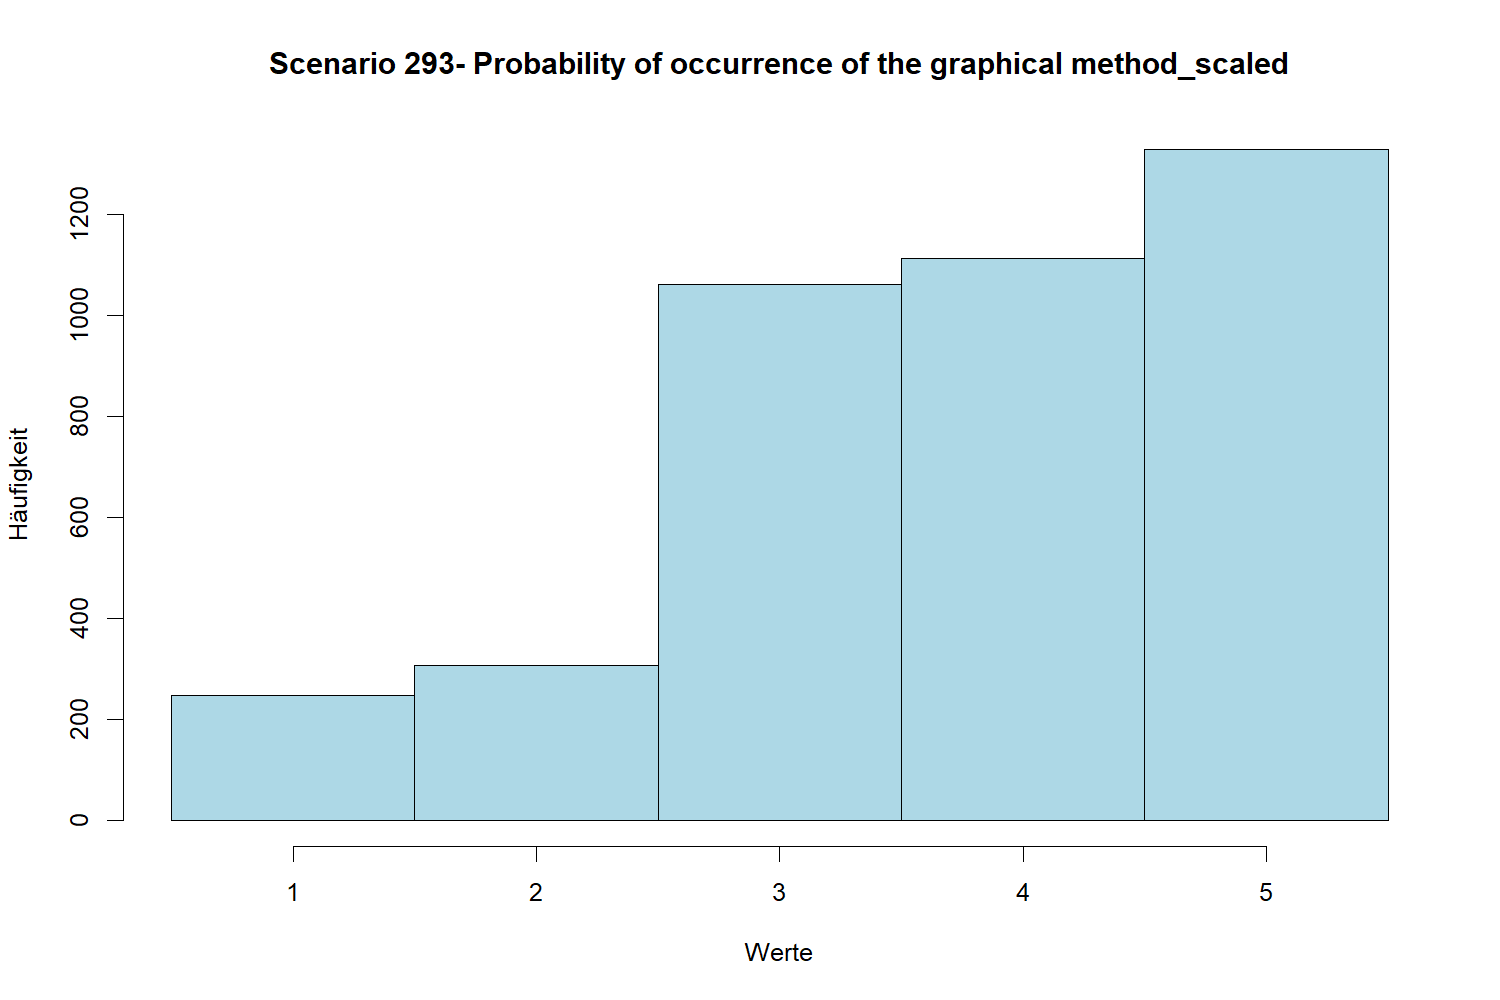 Scenario 293- Probability of occurrence of the graphical method_scaled
Häufigkeit
1200
1000
800
600
400
200
0
1 2 3 4 5
Werte